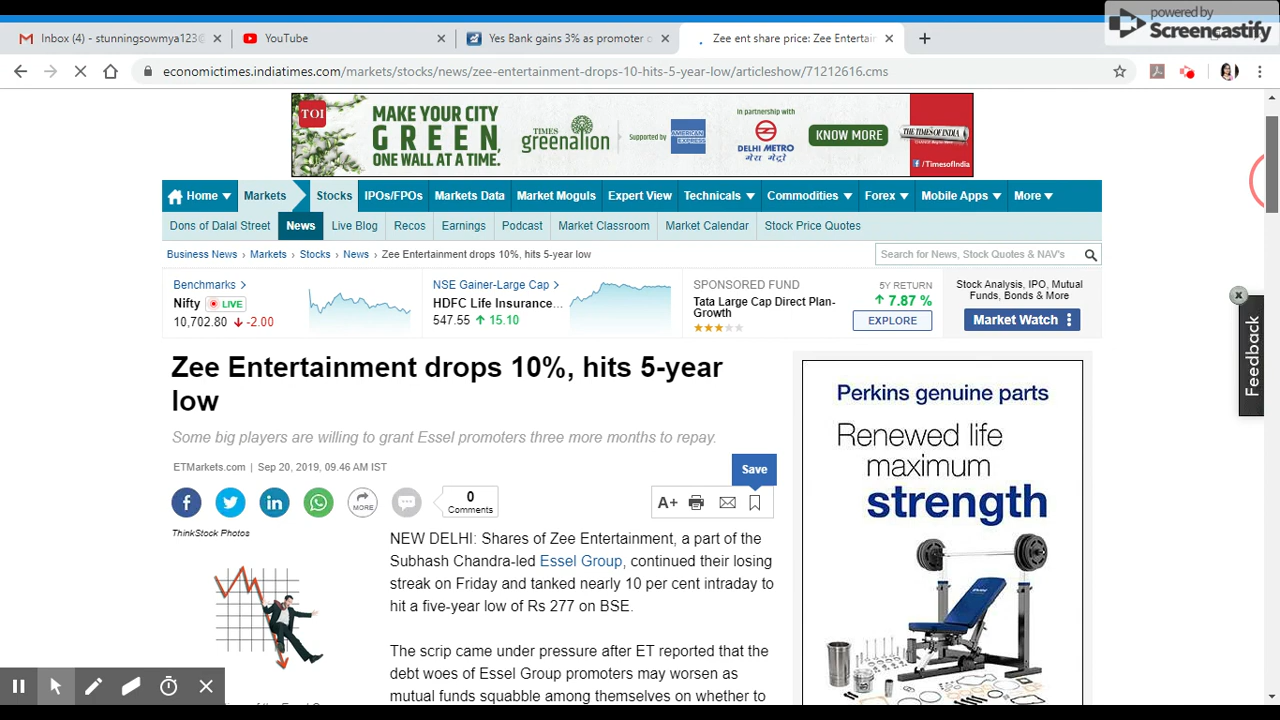 powered by
Screencastify
Inbox (4) - stunningsowmya123@
YouTube
Yes Bank gains 3% as promoter o
Zee ent share price: Zee Entertain
economictimes.indiatimes.com/markets/stocks/news/zee-entertainment-drops-10-hits-5-year-low/articleshow/71212616.cms
TOI
MAKE YOUR CITY
GREEN
ONE WALL AT A TIME.
TIMES
greenation
Supported by
AMERICAN EXPRESS
In partnership with
DELHI METRO
दिल्ली मेट्रो
KNOW MORE
THE TIMES OF INDIA
/TimesofIndia
Home
Markets
Stocks
IPOs/FPOs
Markets Data
Market Moguls
Expert View
Technicals
Commodities
Forex
Mobile Apps
More
Dons of Dalal Street
News
Live Blog
Recos
Earnings
Podcast
Market Classroom
Market Calendar
Stock Price Quotes
Business News › Markets › Stocks › News › Zee Entertainment drops 10%, hits 5-year low
Search for News, Stock Quotes & NAV's
Benchmarks >
Nifty LIVE
10,702.80 -2.00
NSE Gainer-Large Cap >
HDFC Life Insurance...
547.55 15.10
SPONSORED FUND
Tata Large Cap Direct Plan-
Growth
5Y RETURN
7.87 %
EXPLORE
Stock Analysis, IPO, Mutual
Funds, Bonds & More
Market Watch
Feedback
Zee Entertainment drops 10%, hits 5-year
low
Some big players are willing to grant Essel promoters three more months to repay.
ETMarkets.com | Sep 20, 2019, 09.46 AM IST
Save
MORE
0
Comments
A+
ThinkStock Photos
NEW DELHI: Shares of Zee Entertainment, a part of the
Subhash Chandra-led Essel Group, continued their losing
streak on Friday and tanked nearly 10 per cent intraday to
hit a five-year low of Rs 277 on BSE.
The scrip came under pressure after ET reported that the
debt woes of Essel Group promoters may worsen as
mutual funds squabble among themselves on whether to
Perkins genuine parts
Renewed life
maximum
strength